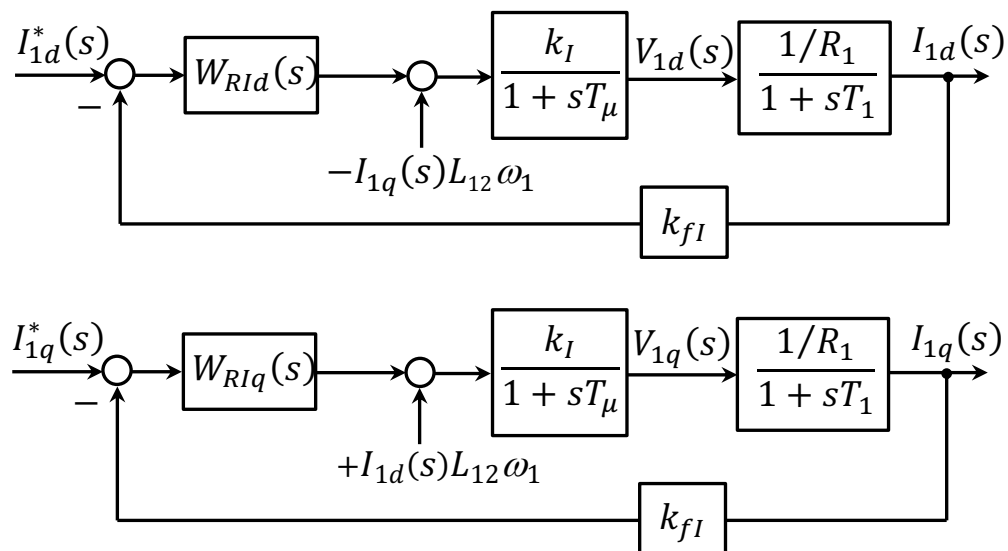 I*1d(s)
−
WRId(s)
−I1q(s)L12ω1
kI
1 + sTμ
V1d(s)
1/R1
1 + sT1
I1d(s)
kfI
I*1q(s)
−
WRIq(s)
+I1d(s)L12ω1
kI
1 + sTμ
V1q(s)
1/R1
1 + sT1
I1q(s)
kfI